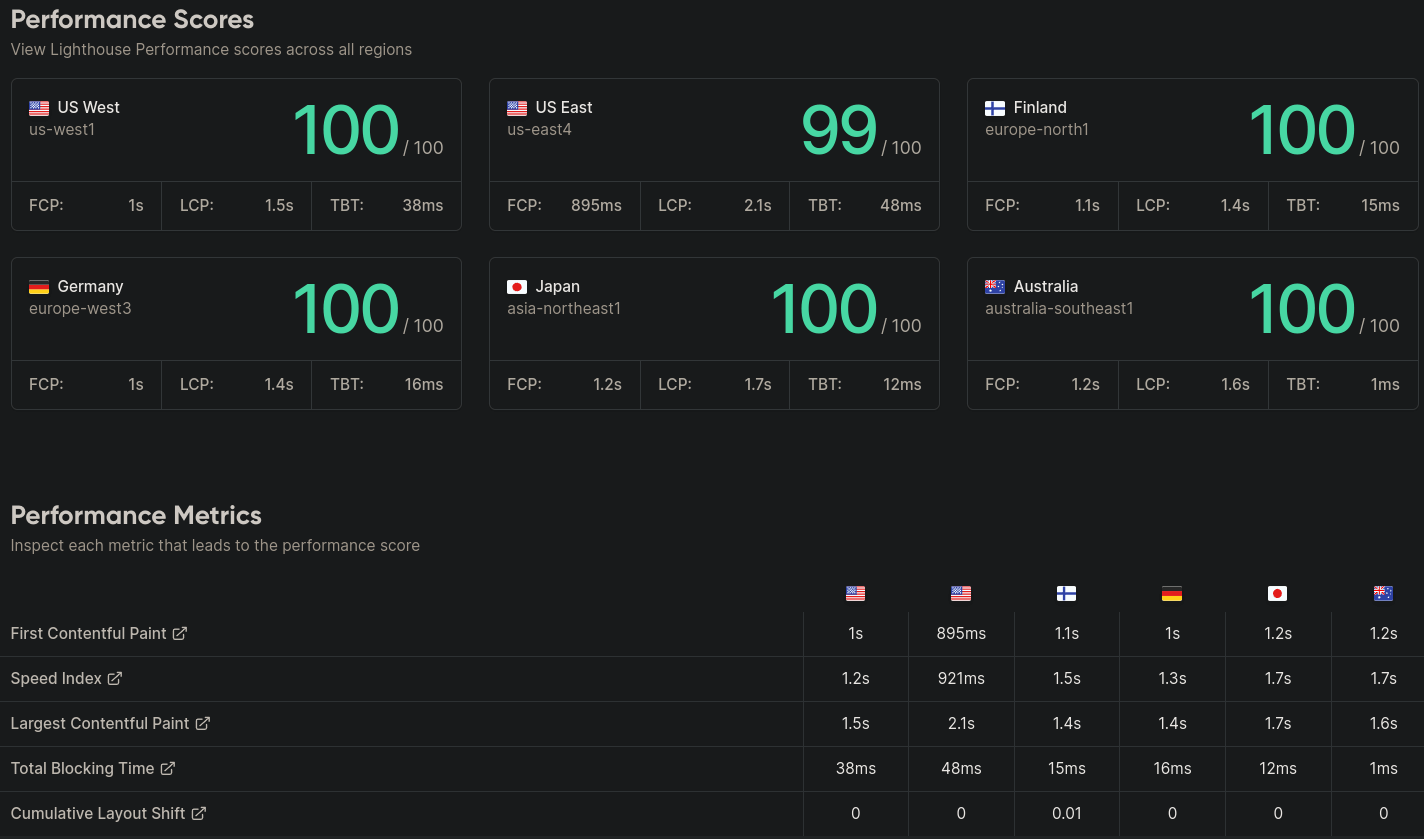 Performance Scores
View Lighthouse Performance scores across all regions
US West
us-west1
100 / 100
FCP: 1s LCP: 1.5s TBT: 38ms
US East
us-east4
99 / 100
FCP: 895ms LCP: 2.1s TBT: 48ms
Finland
europe-north1
100 / 100
FCP: 1.1s LCP: 1.4s TBT: 15ms
Germany
europe-west3
100 / 100
FCP: 1s LCP: 1.4s TBT: 16ms
Japan
asia-northeast1
100 / 100
FCP: 1.2s LCP: 1.7s TBT: 12ms
Australia
australia-southeast1
100 / 100
FCP: 1.2s LCP: 1.6s TBT: 1ms
Performance Metrics
Inspect each metric that leads to the performance score
First Contentful Paint 1s 895ms 1.1s 1s 1.2s 1.2s
Speed Index 1.2s 921ms 1.5s 1.3s 1.7s 1.7s
Largest Contentful Paint 1.5s 2.1s 1.4s 1.4s 1.7s 1.6s
Total Blocking Time 38ms 48ms 15ms 16ms 12ms 1ms
Cumulative Layout Shift 0 0 0.01 0 0 0